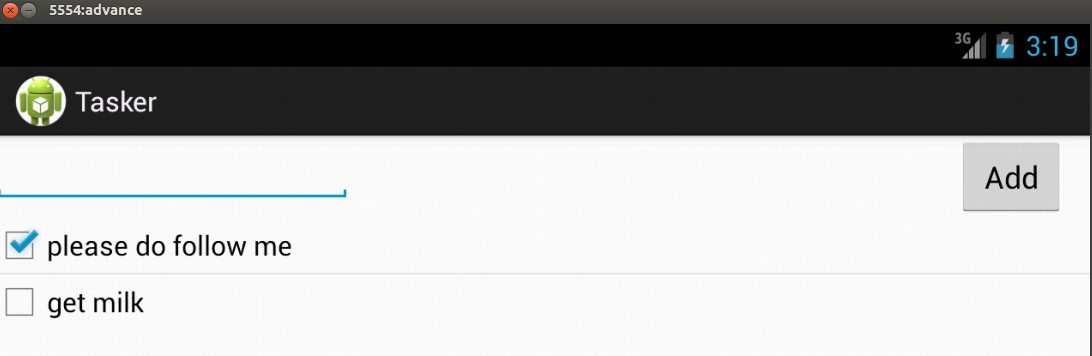 5554:advance
3G 3:19
Tasker
Add
please do follow me
get milk